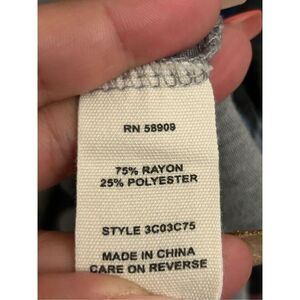 RN 58909
75% RAYON
25% POLYESTER
STYLE 3C03C75
MADE IN CHINA
CARE ON REVERSE